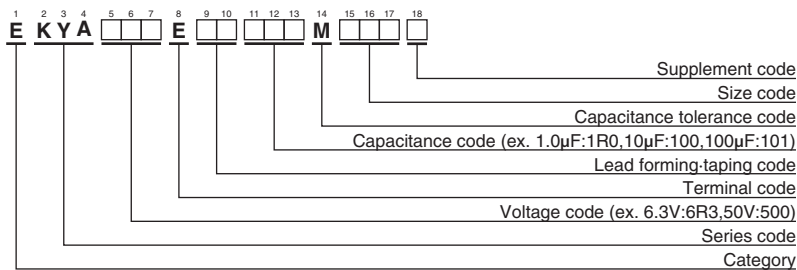 1 2 3 4 5 6 7 8 9 10 11 12 13 14 15 16 17 18
E K Y A E M
Supplement code
Size code
Capacitance tolerance code
Capacitance code (ex. 1.0μF:1R0,10μF:100,100μF:101)
Lead forming·taping code
Terminal code
Voltage code (ex. 6.3V:6R3,50V:500)
Series code
Category